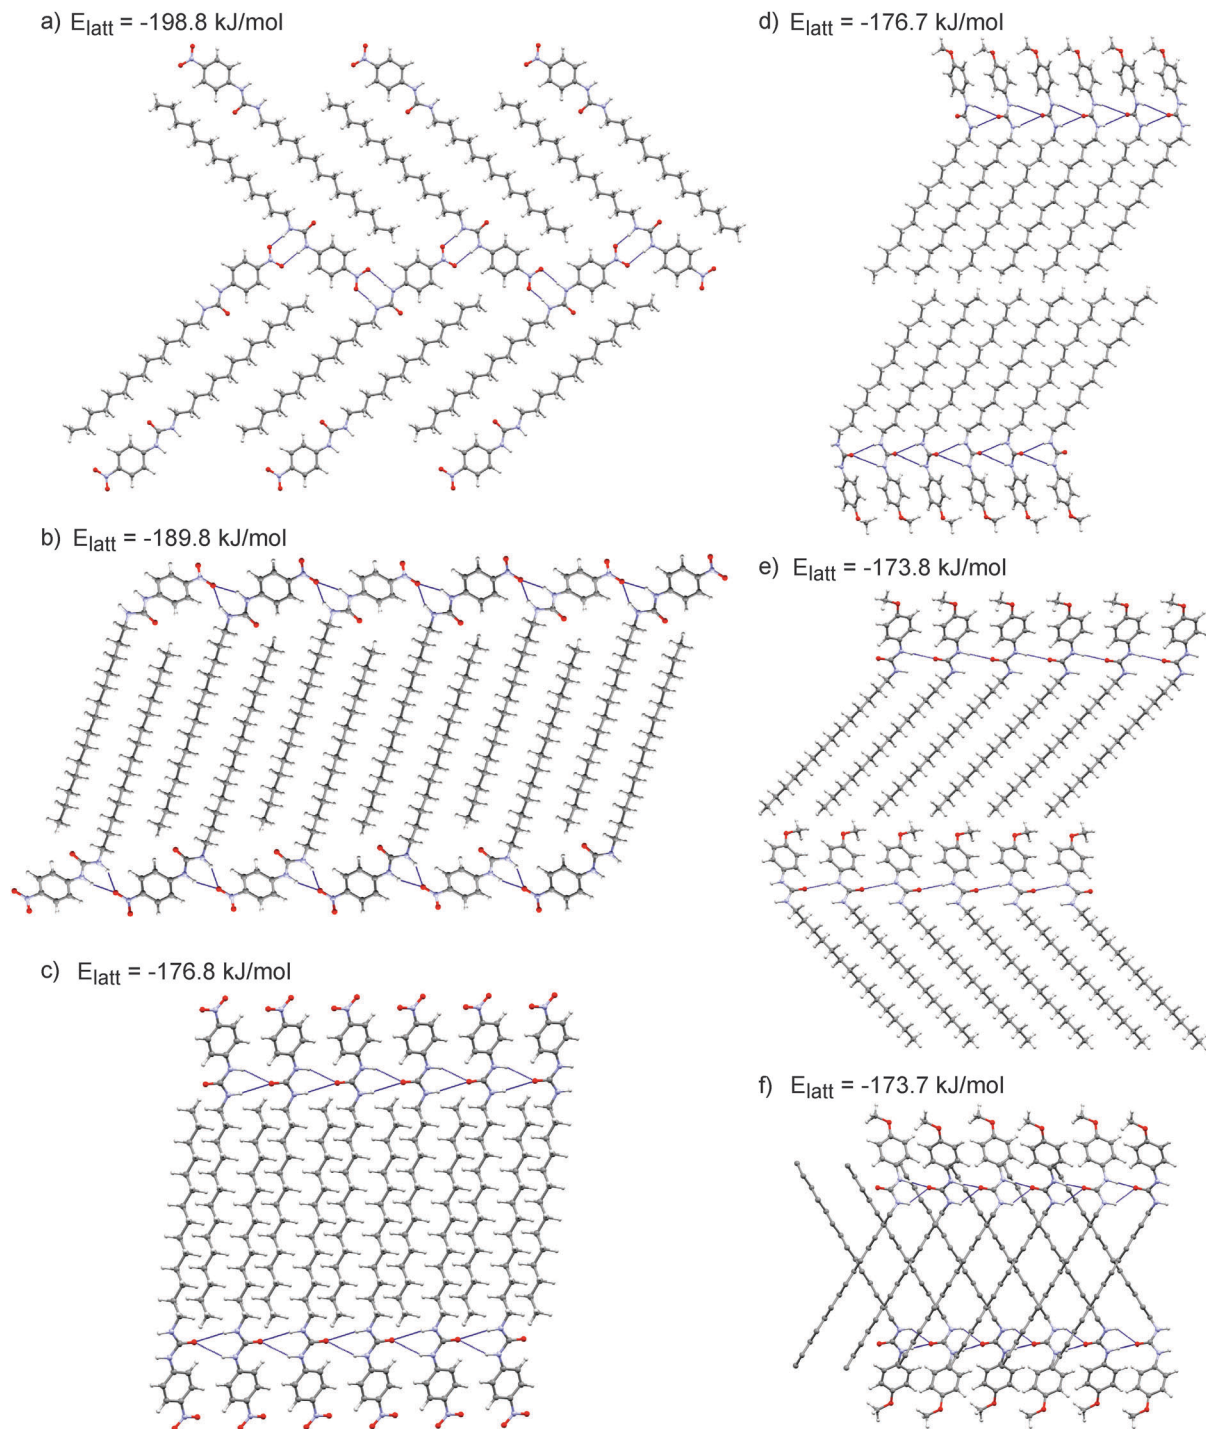 a) E_latt = -198.8 kJ/mol
b) E_latt = -189.8 kJ/mol
c) E_latt = -176.8 kJ/mol
d) E_latt = -176.7 kJ/mol
e) E_latt = -173.8 kJ/mol
f) E_latt = -173.7 kJ/mol